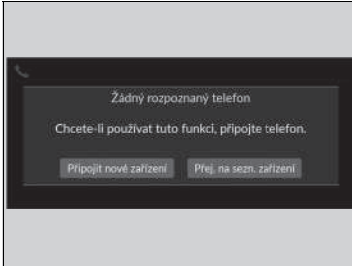 Žádný rozpoznaný telefon
Chcete-li používat tuto funkci, připojte telefon.
Připojit nové zařízení
Přej. na sezn. zařízení